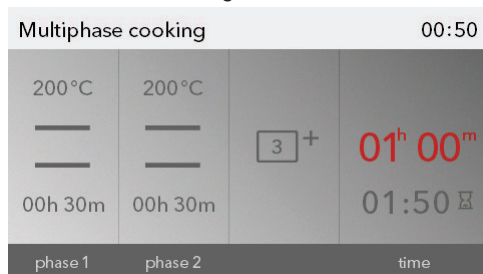 Multiphase cooking 00:50
200°C 200°C
3 +
01h 00m
00h 30m 00h 30m 01:50
phase 1 phase 2 time